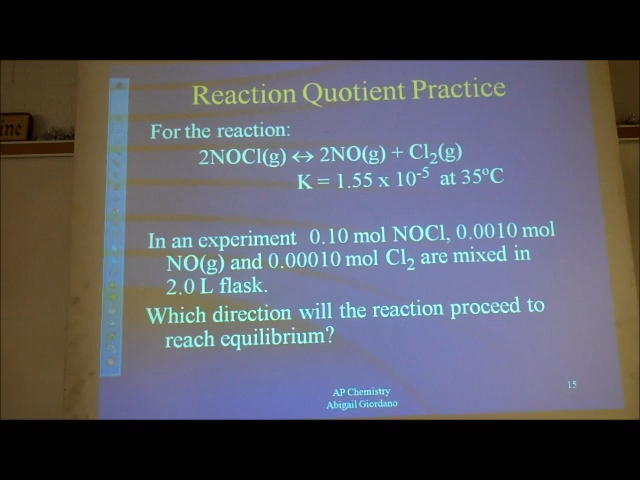 Reaction Quotient Practice
ine
For the reaction:
2NOCl(g) ↔ 2NO(g) + Cl₂(g)
K = 1.55 x 10⁻⁵ at 35ºC
In an experiment 0.10 mol NOCl, 0.0010 mol
NO(g) and 0.00010 mol Cl₂ are mixed in
2.0 L flask.
Which direction will the reaction proceed to
reach equilibrium?
AP Chemistry
Abigail Giordano
15